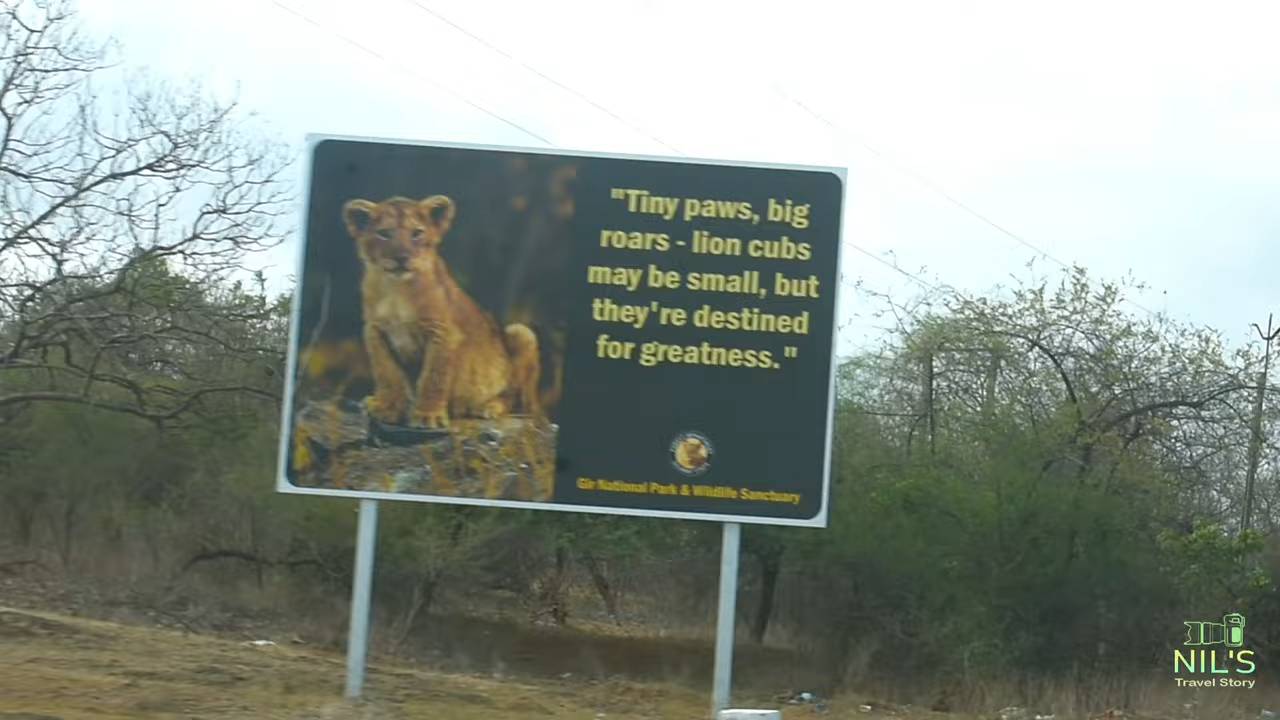 "Tiny paws, big
roars - lion cubs
may be small, but
they're destined
for greatness."
Gir National Park & Wildlife Sanctuary
NIL'S
Travel Story